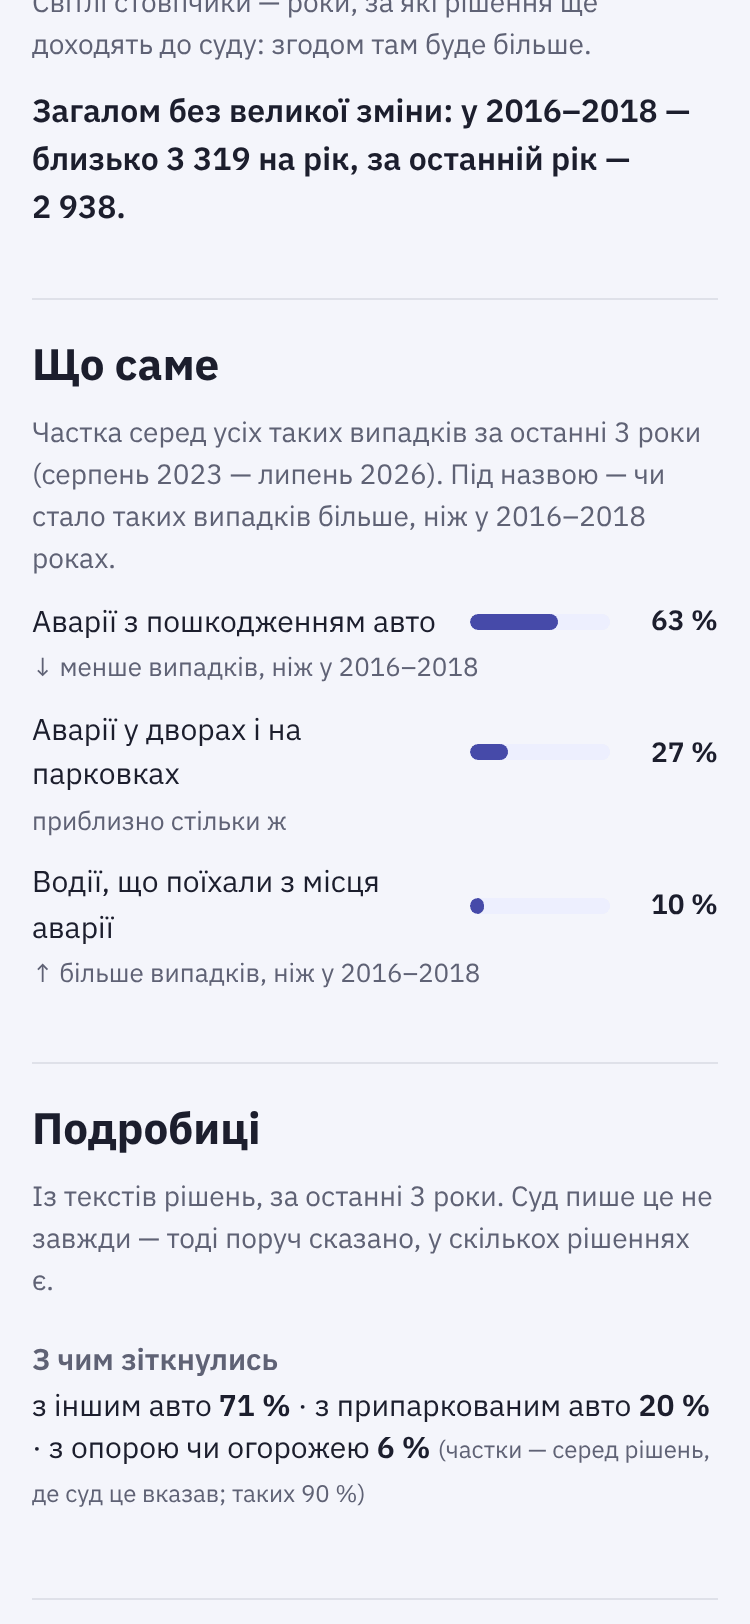 Світлі стовпчики — роки, за які рішення ще
доходять до суду: згодом там буде більше.
Загалом без великої зміни: у 2016–2018 —
близько 3 319 на рік, за останній рік —
2 938.
Що саме
Частка серед усіх таких випадків за останні 3 роки
(серпень 2023 — липень 2026). Під назвою — чи
стало таких випадків більше, ніж у 2016–2018
роках.
Аварії з пошкодженням авто 63 %
↓ менше випадків, ніж у 2016–2018
Аварії у дворах і на
парковках 27 %
приблизно стільки ж
Водії, що поїхали з місця
аварії 10 %
↑ більше випадків, ніж у 2016–2018
Подробиці
Із текстів рішень, за останні 3 роки. Суд пише це не
завжди — тоді поруч сказано, у скількох рішеннях
є.
З чим зіткнулись
з іншим авто 71 % · з припаркованим авто 20 %
· з опорою чи огорожею 6 % (частки — серед рішень,
де суд це вказав; таких 90 %)